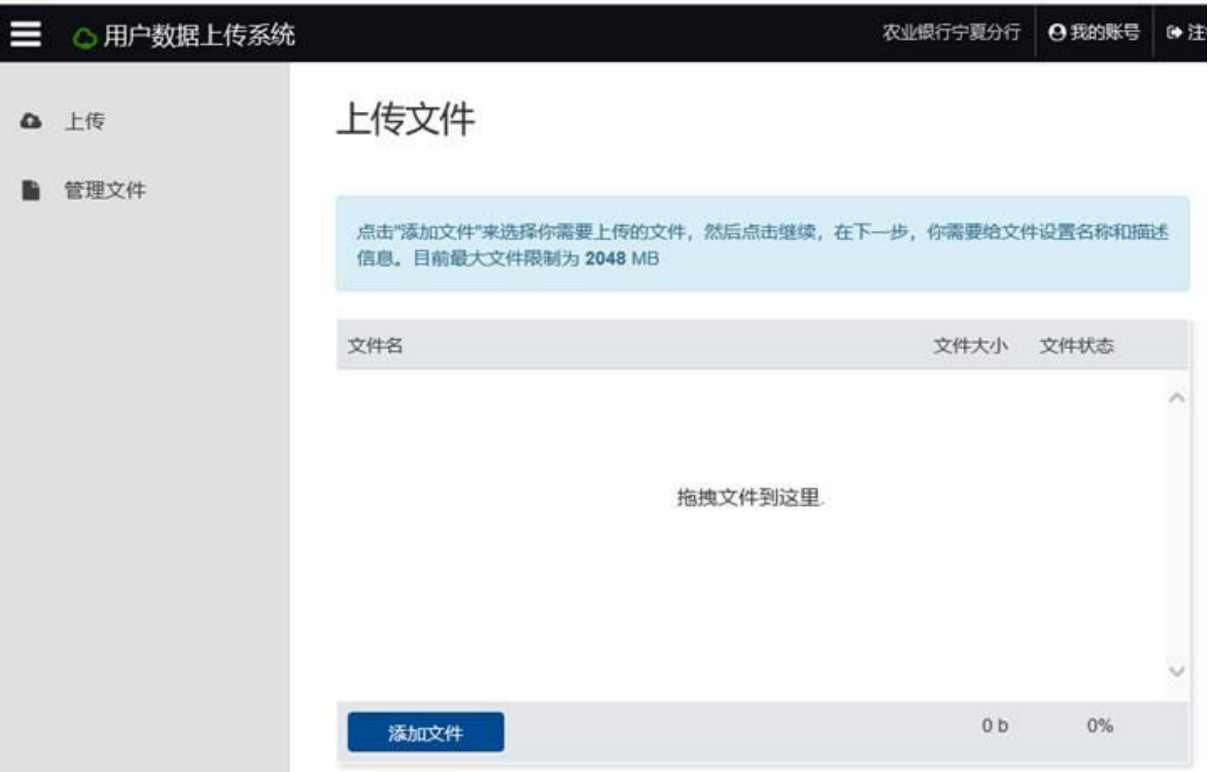 用户数据上传系统
农业银行宁夏分行 我的账号 注
上传
管理文件
上传文件
点击"添加文件"来选择你需要上传的文件，然后点击继续，在下一步，你需要给文件设置名称和描述
信息。目前最大文件限制为 2048 MB
文件名 文件大小 文件状态
拖拽文件到这里.
添加文件 0 b 0%